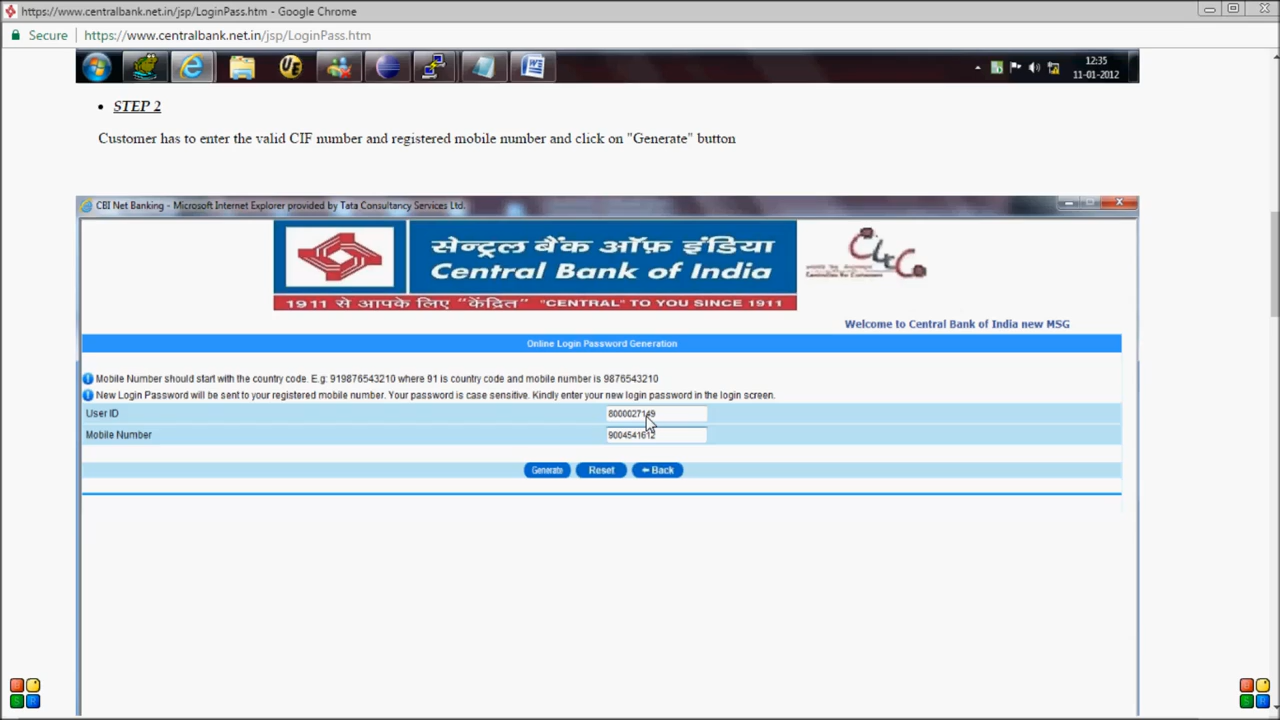 https://www.centralbank.net.in/jsp/LoginPass.htm - Google Chrome
Secure https://www.centralbank.net.in/jsp/LoginPass.htm
12:35
11-01-2012
• STEP 2
Customer has to enter the valid CIF number and registered mobile number and click on "Generate" button
CBI Net Banking - Microsoft Internet Explorer provided by Tata Consultancy Services Ltd.
सेन्ट्रल बैंक ऑफ़ इंडिया
Central Bank of India
1911 से आपके लिए “केंद्रित” "CENTRAL" TO YOU SINCE 1911
Welcome to Central Bank of India new MSG
Online Login Password Generation
Mobile Number should start with the country code. E.g: 919876543210 where 91 is country code and mobile number is 9876543210
New Login Password will be sent to your registered mobile number. Your password is case sensitive. Kindly enter your new login password in the login screen.
User ID 8000027149
Mobile Number 9004541612
Generate Reset Back